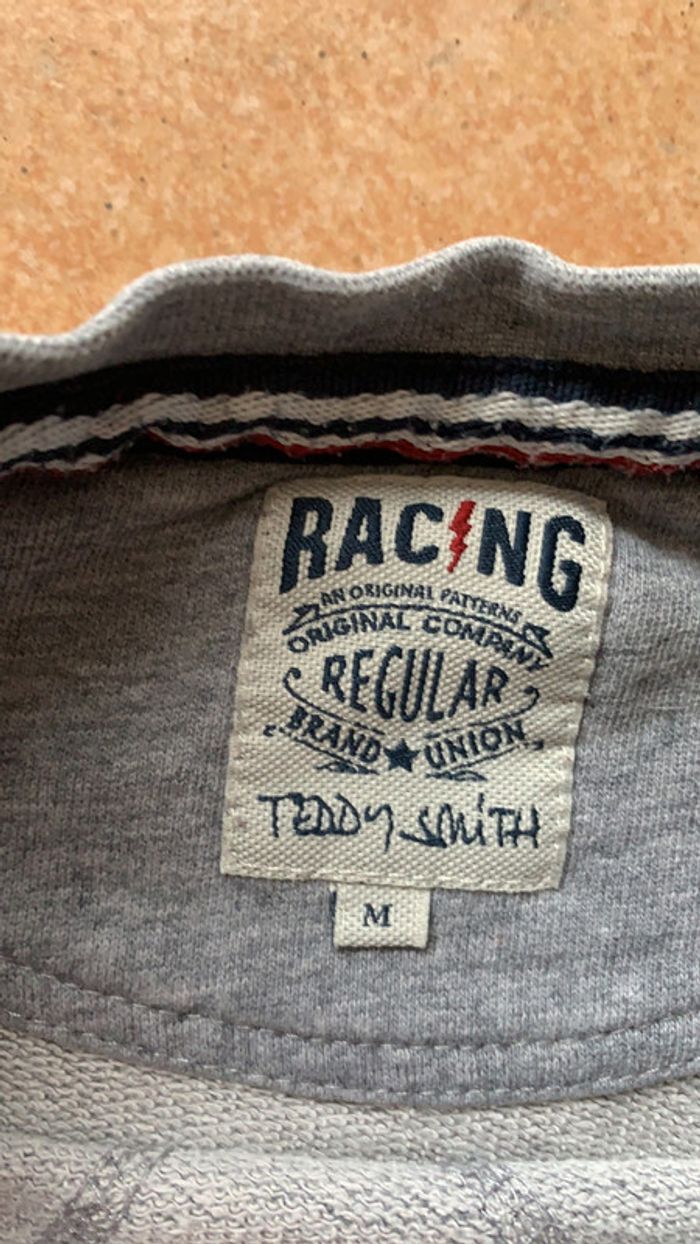 RACING
AN ORIGINAL PATTERNS
ORIGINAL COMPANY
REGULAR
BRAND ★ UNION
TEDDY SMiTH
M